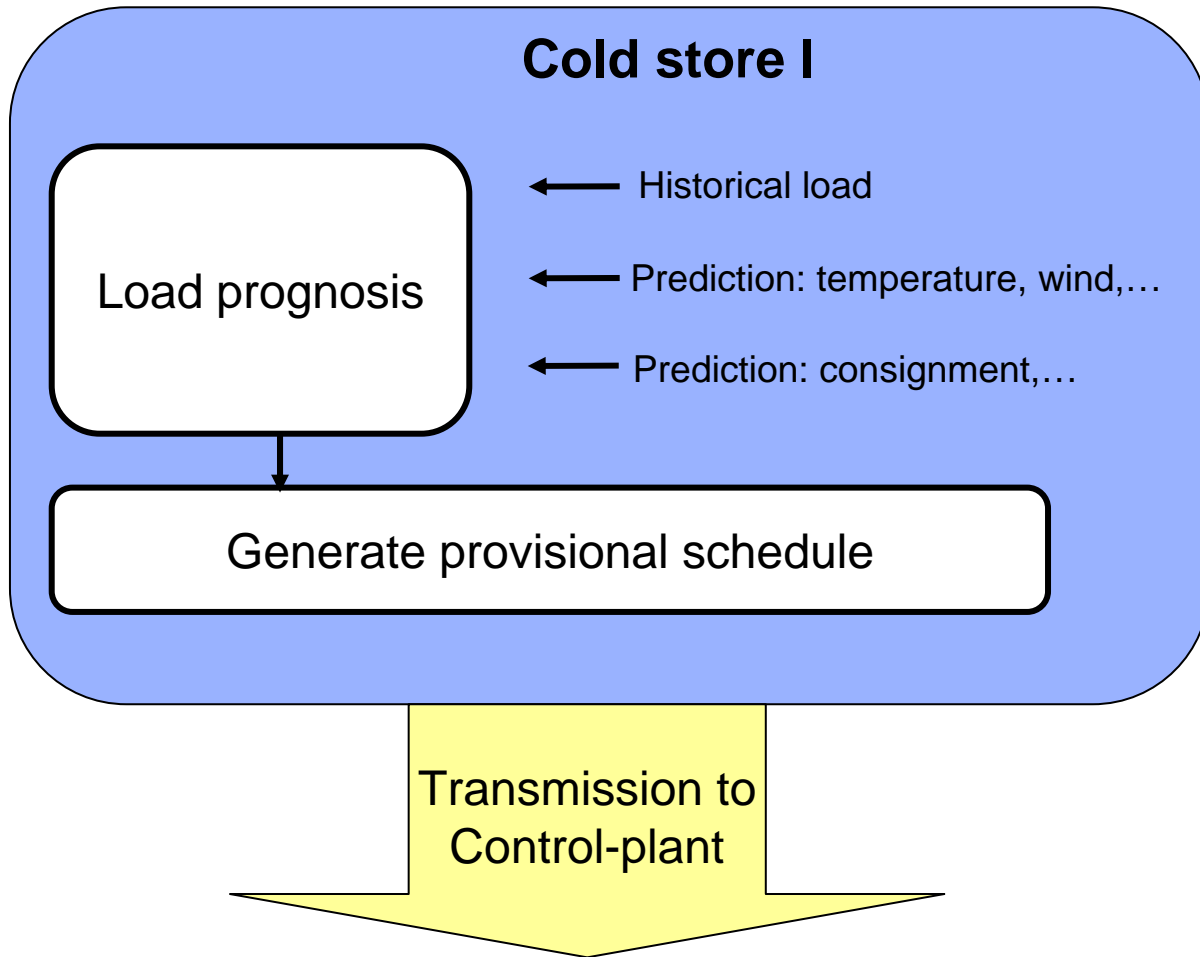 Cold store I
Historical load
Load prognosis
Prediction: temperature, wind,…
Prediction: consignment,…
Generate provisional schedule
Transmission to
Control-plant